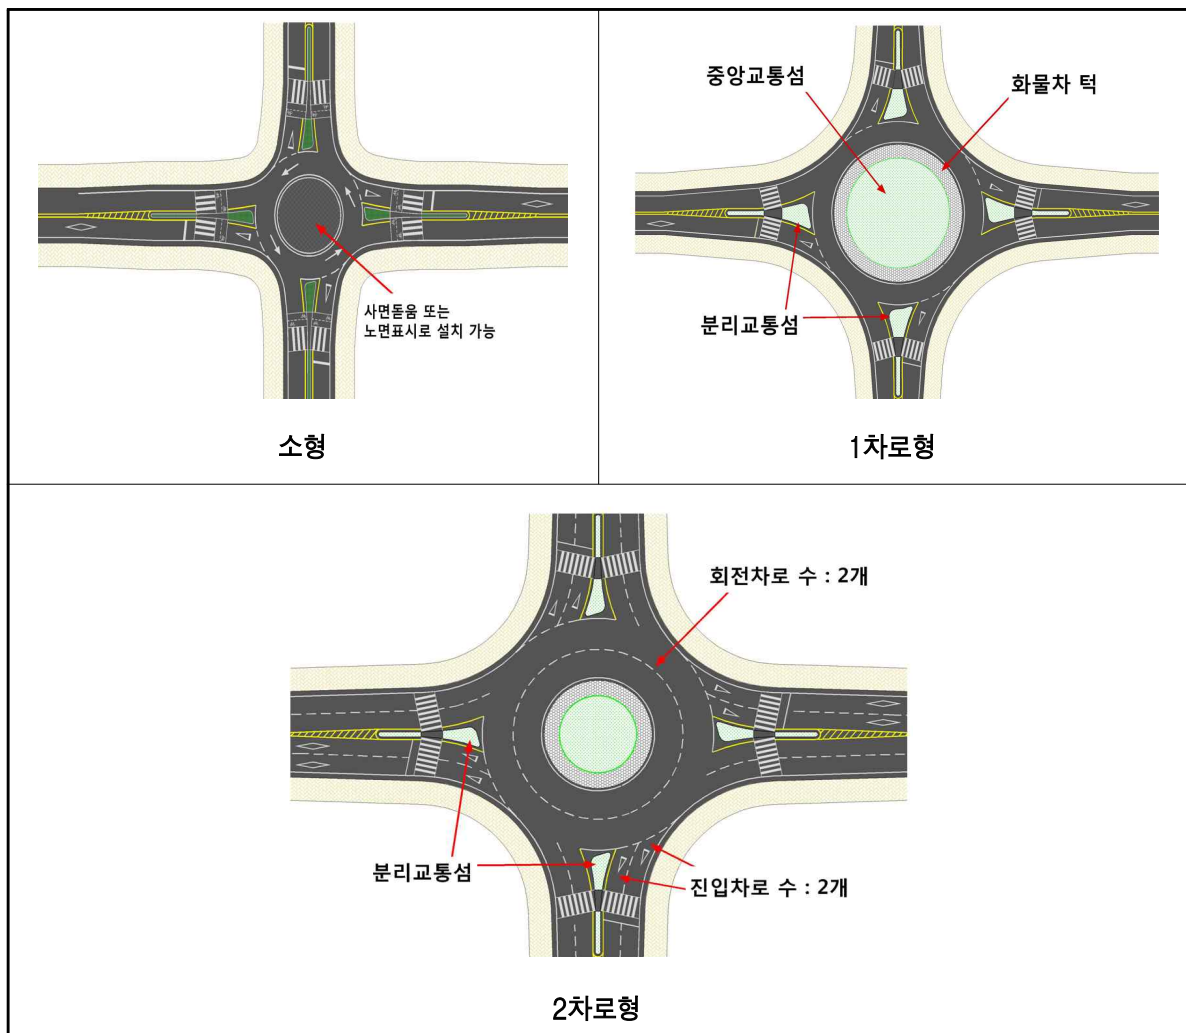 사면돋움 또는
노면표시로 설치 가능
소형
중앙교통섬
화물차 턱
분리교통섬
1차로형
회전차로 수 : 2개
분리교통섬
진입차로 수 : 2개
2차로형